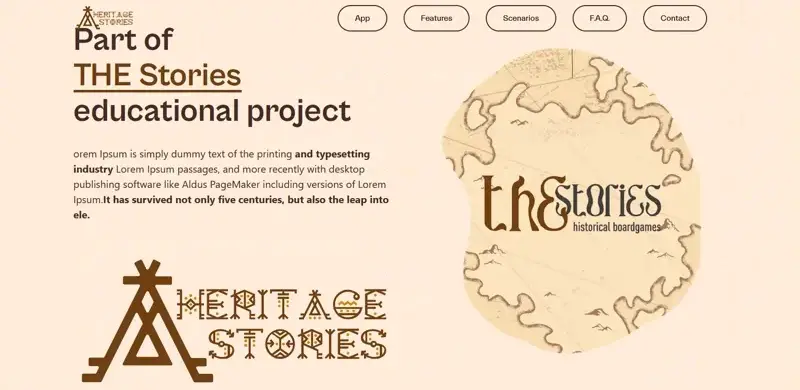 HERITAGE
STORIES
App
Features
Scenarios
F.A.Q.
Contact
Part of
THE Stories
educational project
orem Ipsum is simply dummy text of the printing and typesetting
industry Lorem Ipsum passages, and more recently with desktop
publishing software like Aldus PageMaker including versions of Lorem
Ipsum.It has survived not only five centuries, but also the leap into
ele.
thE stories
historical boardgames
HERITAGE
STORIES